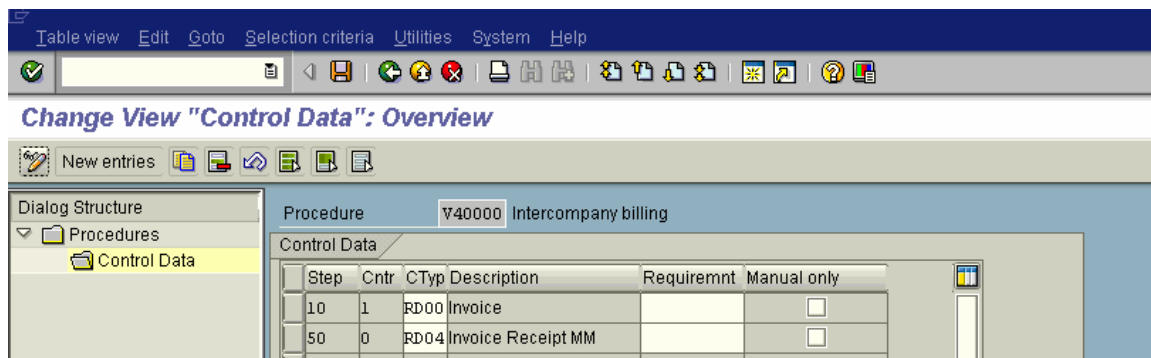 Table view Edit Goto Selection criteria Utilities System Help
Change View "Control Data": Overview
New entries
Dialog Structure
Procedures
Control Data
Procedure V40000 Intercompany billing
Control Data
Step Cntr CTyp Description Requiremnt Manual only
10 1 RD00 Invoice
50 0 RD04 Invoice Receipt MM